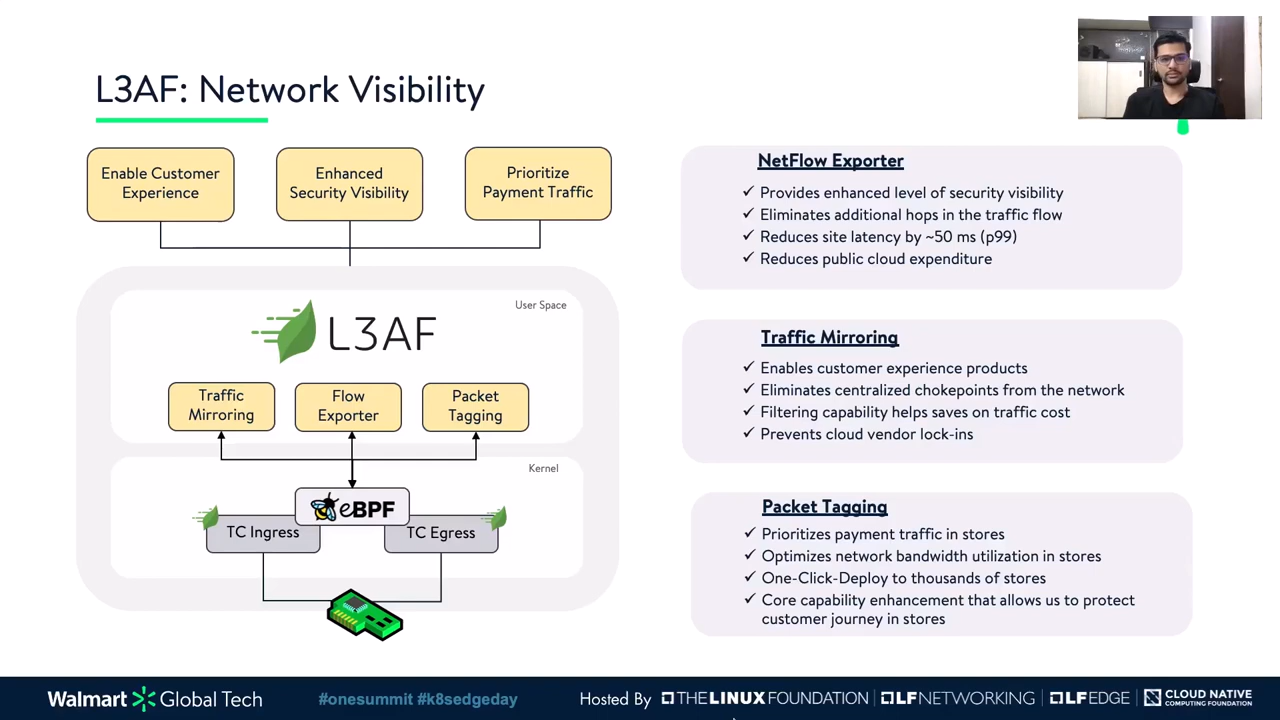 L3AF: Network Visibility
Enable Customer
Experience
Enhanced
Security Visibility
Prioritize
Payment Traffic
User Space
L3AF
Traffic
Mirroring
Flow
Exporter
Packet
Tagging
Kernel
eBPF
TC Ingress
TC Egress
NetFlow Exporter
✓ Provides enhanced level of security visibility
✓ Eliminates additional hops in the traffic flow
✓ Reduces site latency by ~50 ms (p99)
✓ Reduces public cloud expenditure
Traffic Mirroring
✓ Enables customer experience products
✓ Eliminates centralized chokepoints from the network
✓ Filtering capability helps saves on traffic cost
✓ Prevents cloud vendor lock-ins
Packet Tagging
✓ Prioritizes payment traffic in stores
✓ Optimizes network bandwidth utilization in stores
✓ One-Click-Deploy to thousands of stores
✓ Core capability enhancement that allows us to protect
customer journey in stores
Walmart Global Tech
#onesummit #k8sedgeday
Hosted By
THE LINUX FOUNDATION
LF NETWORKING
LF EDGE
CLOUD NATIVE
COMPUTING FOUNDATION